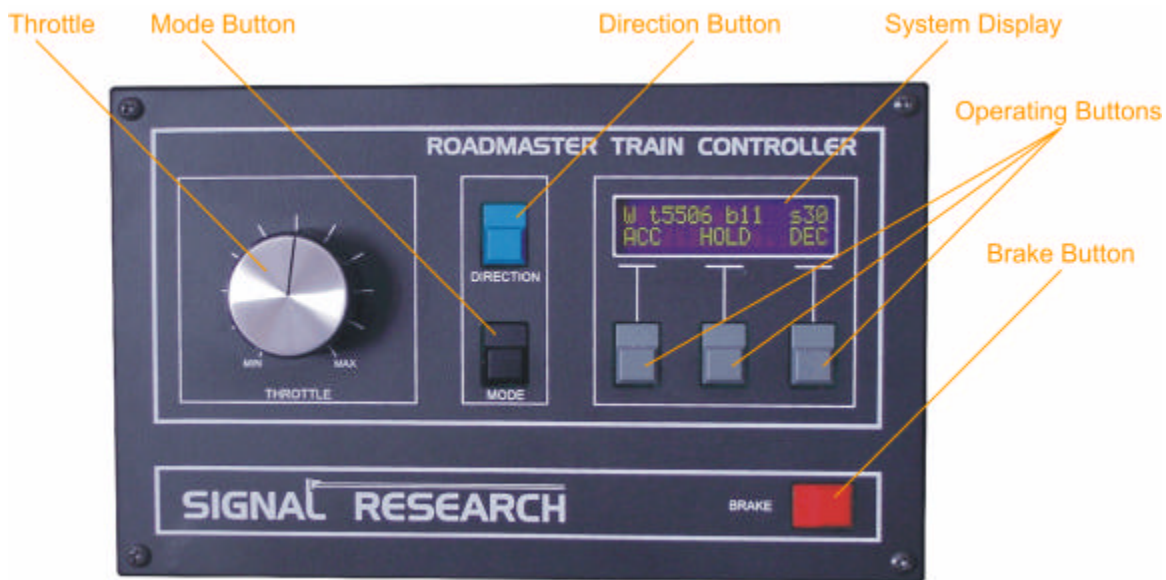 Throttle
Mode Button
Direction Button
System Display
Operating Buttons
Brake Button
ROADMASTER TRAIN CONTROLLER
W t5506 b11 s30
ACC HOLD DEC
DIRECTION
MODE
MIN MAX
THROTTLE
SIGNAL RESEARCH
BRAKE